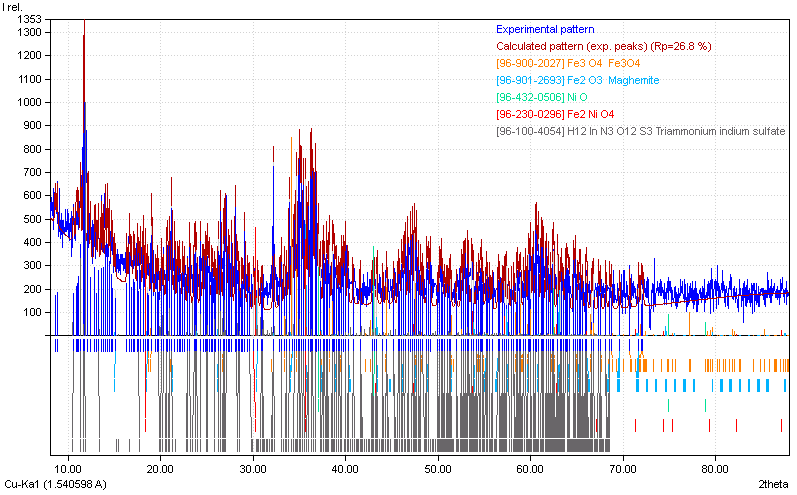 I rel.
1353
Experimental pattern
1300
Calculated pattern (exp. peaks) (Rp=26.8 %)
1200
[96-900-2027] Fe3 O4 Fe3O4
1100
[96-901-2693] Fe2 O3 Maghemite
1000
[96-432-0506] Ni O
900
[96-230-0296] Fe2 Ni O4
[96-100-4054] H12 In N3 O12 S3 Triammonium indium sulfate
800
700
600
500
400
300
200
100
10.00 20.00 30.00 40.00 50.00 60.00 70.00 80.00
Cu-Ka1 (1.540598 A) 2theta